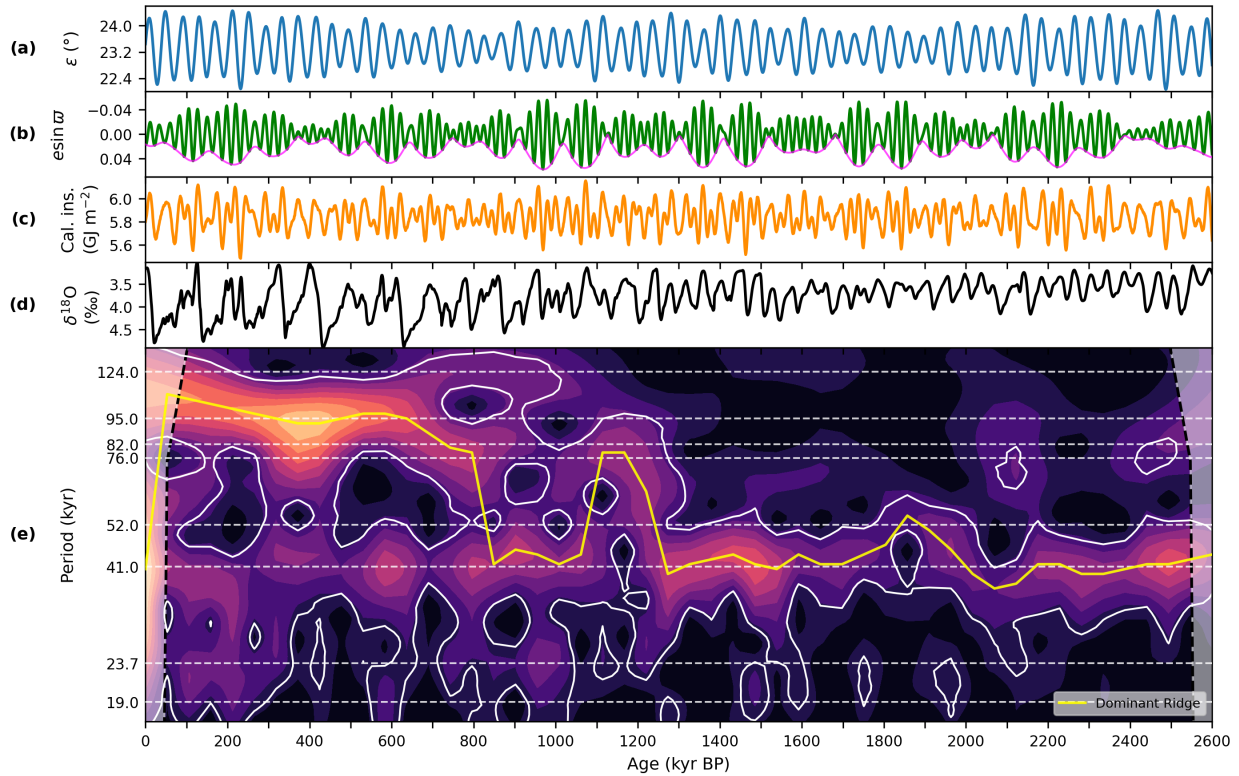 (a)
ε (°)
24.0
23.2
22.4
(b)
e sin ϖ
−0.04
0.00
0.04
(c)
Cal. ins.
(GJ m⁻²)
6.0
5.8
5.6
(d)
δ¹⁸O
(‰)
3.5
4.0
4.5
(e)
Period (kyr)
124.0
95.0
82.0
76.0
52.0
41.0
23.7
19.0
Dominant Ridge
0 200 400 600 800 1000 1200 1400 1600 1800 2000 2200 2400 2600
Age (kyr BP)